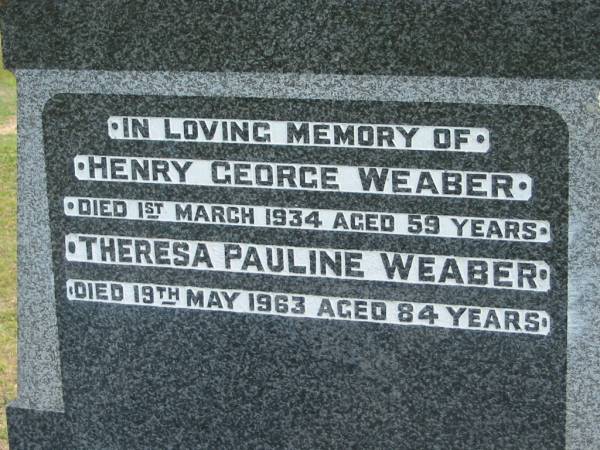 •IN LOVING MEMORY OF•
•HENRY GEORGE WEABER•
•DIED 1ST MARCH 1934 AGED 59 YEARS•
•THERESA PAULINE WEABER•
•DIED 19TH MAY 1963 AGED 84 YEARS•